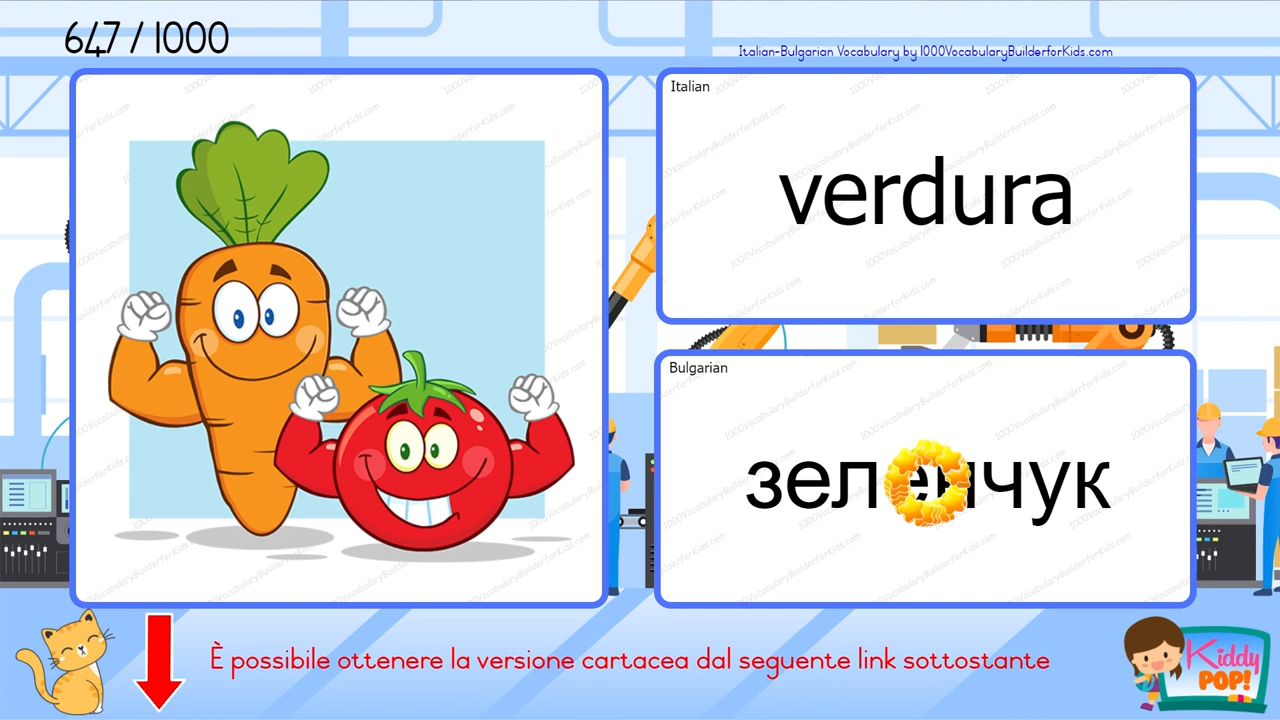 647 / 1000
Italian-Bulgarian Vocabulary by 1000VocabularyBuilderforKids.com
Italian
verdura
Bulgarian
È possibile ottenere la versione cartacea dal seguente link sottostante
Kiddy
POP!